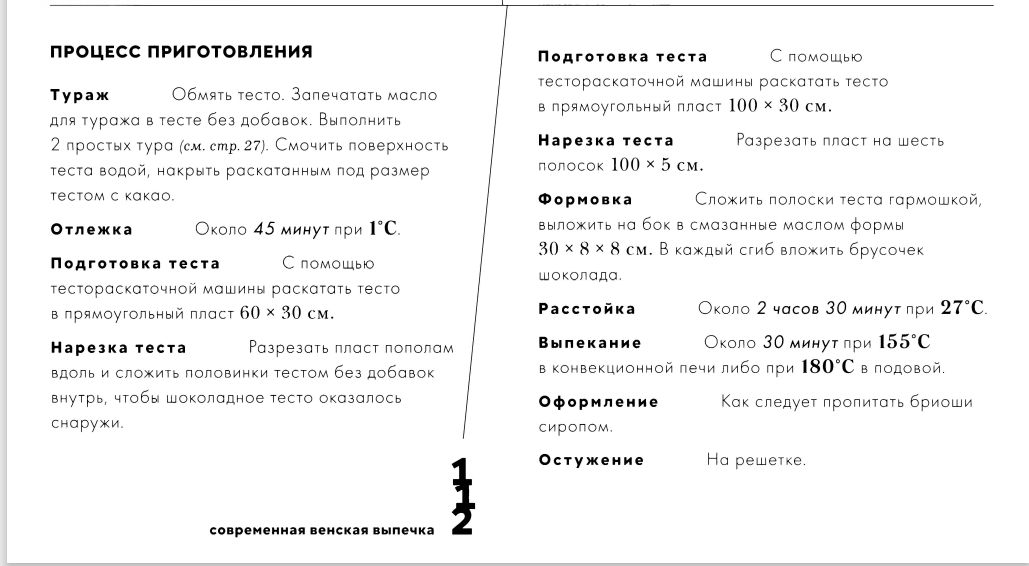 ПРОЦЕСС ПРИГОТОВЛЕНИЯ
Тураж Обмять тесто. Запечатать масло
для туража в тесте без добавок. Выполнить
2 простых тура (см. стр. 27). Смочить поверхность
теста водой, накрыть раскатанным под размер
тестом с какао.
Отлежка Около 45 минут при 1°C.
Подготовка теста С помощью
тестораскаточной машины раскатать тесто
в прямоугольный пласт 60 × 30 см.
Нарезка теста Разрезать пласт пополам
вдоль и сложить половинки тестом без добавок
внутрь, чтобы шоколадное тесто оказалось
снаружи.
Подготовка теста С помощью
тестораскаточной машины раскатать тесто
в прямоугольный пласт 100 × 30 см.
Нарезка теста Разрезать пласт на шесть
полосок 100 × 5 см.
Формовка Сложить полоски теста гармошкой,
выложить на бок в смазанные маслом формы
30 × 8 × 8 см. В каждый сгиб вложить брусочек
шоколада.
Расстойка Около 2 часов 30 минут при 27°C.
Выпекание Около 30 минут при 155°C
в конвекционной печи либо при 180°C в подовой.
Оформление Как следует пропитать бриоши
сиропом.
Остужение На решетке.
современная венская выпечка 112